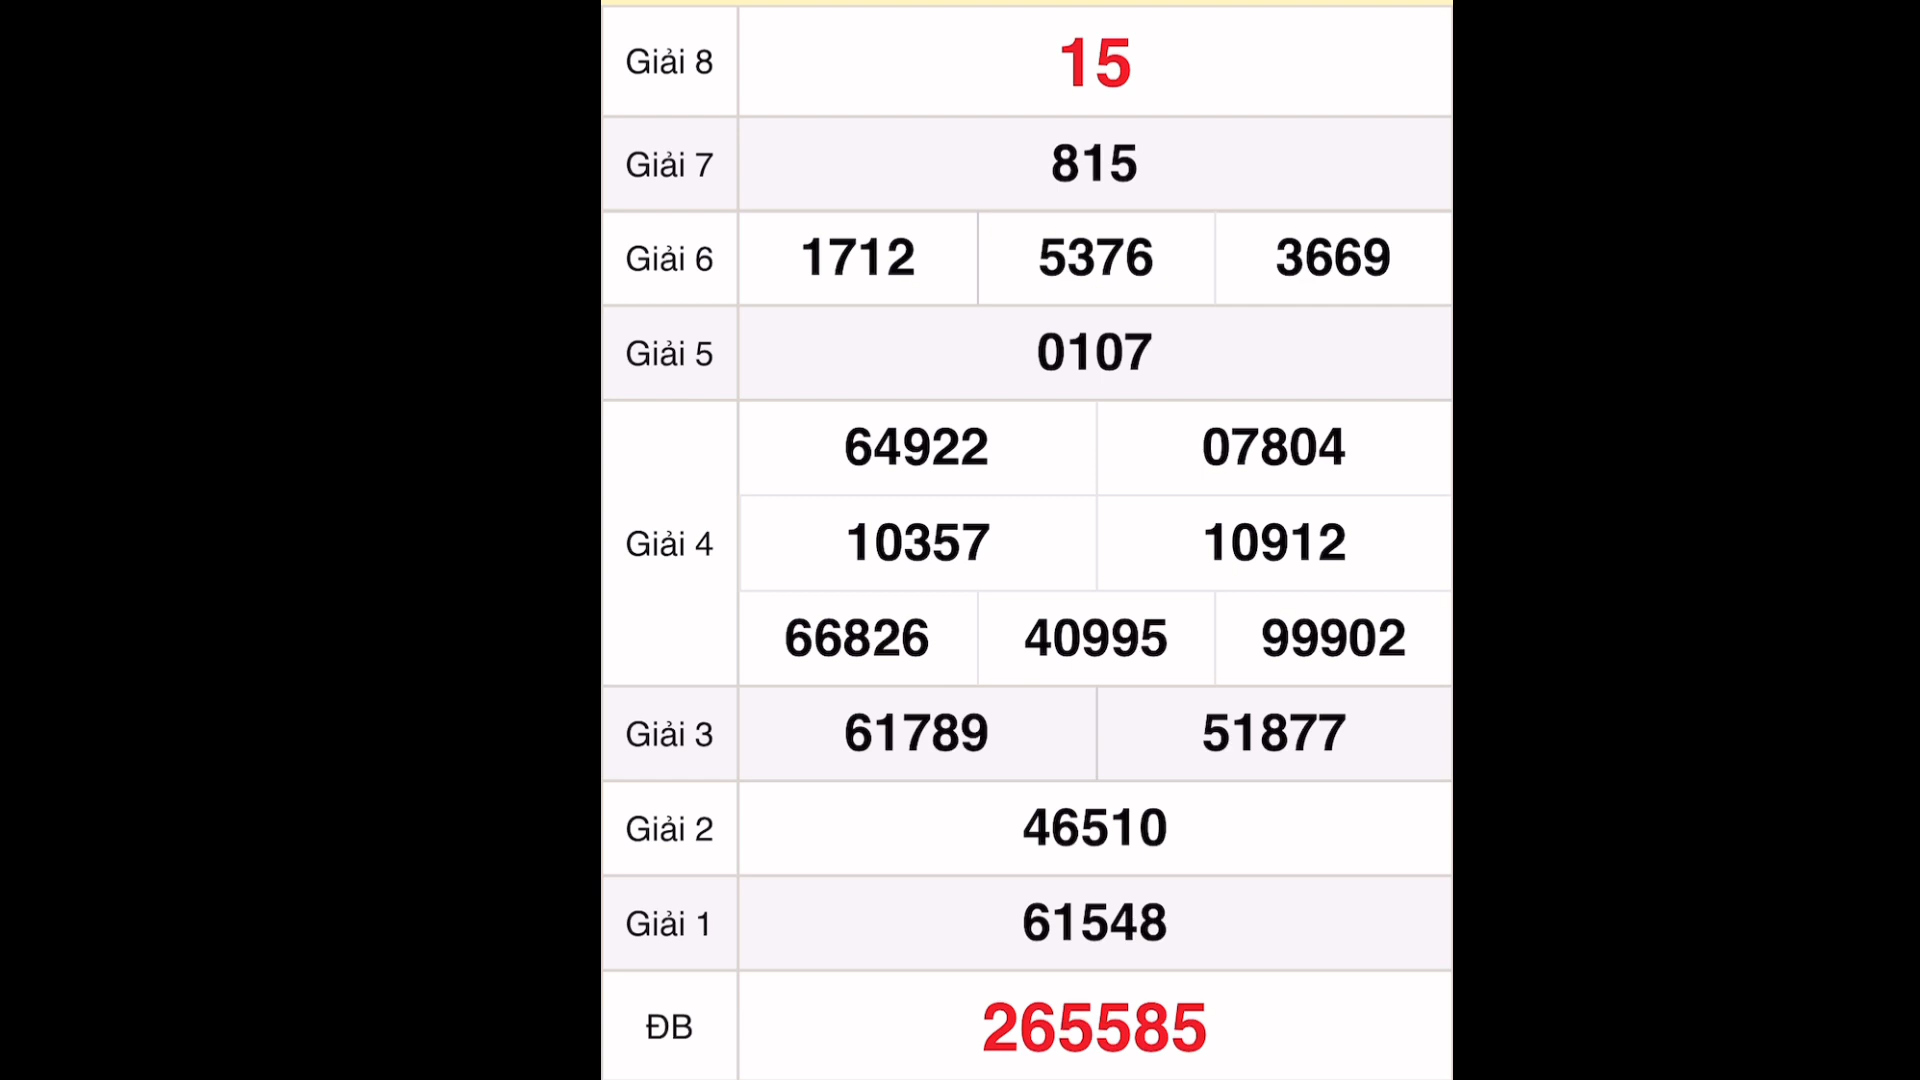 Giải 8 15
Giải 7 815
Giải 6 1712 5376 3669
Giải 5 0107
64922 07804
Giải 4 10357 10912
66826 40995 99902
Giải 3 61789 51877
Giải 2 46510
Giải 1 61548
ĐB 265585